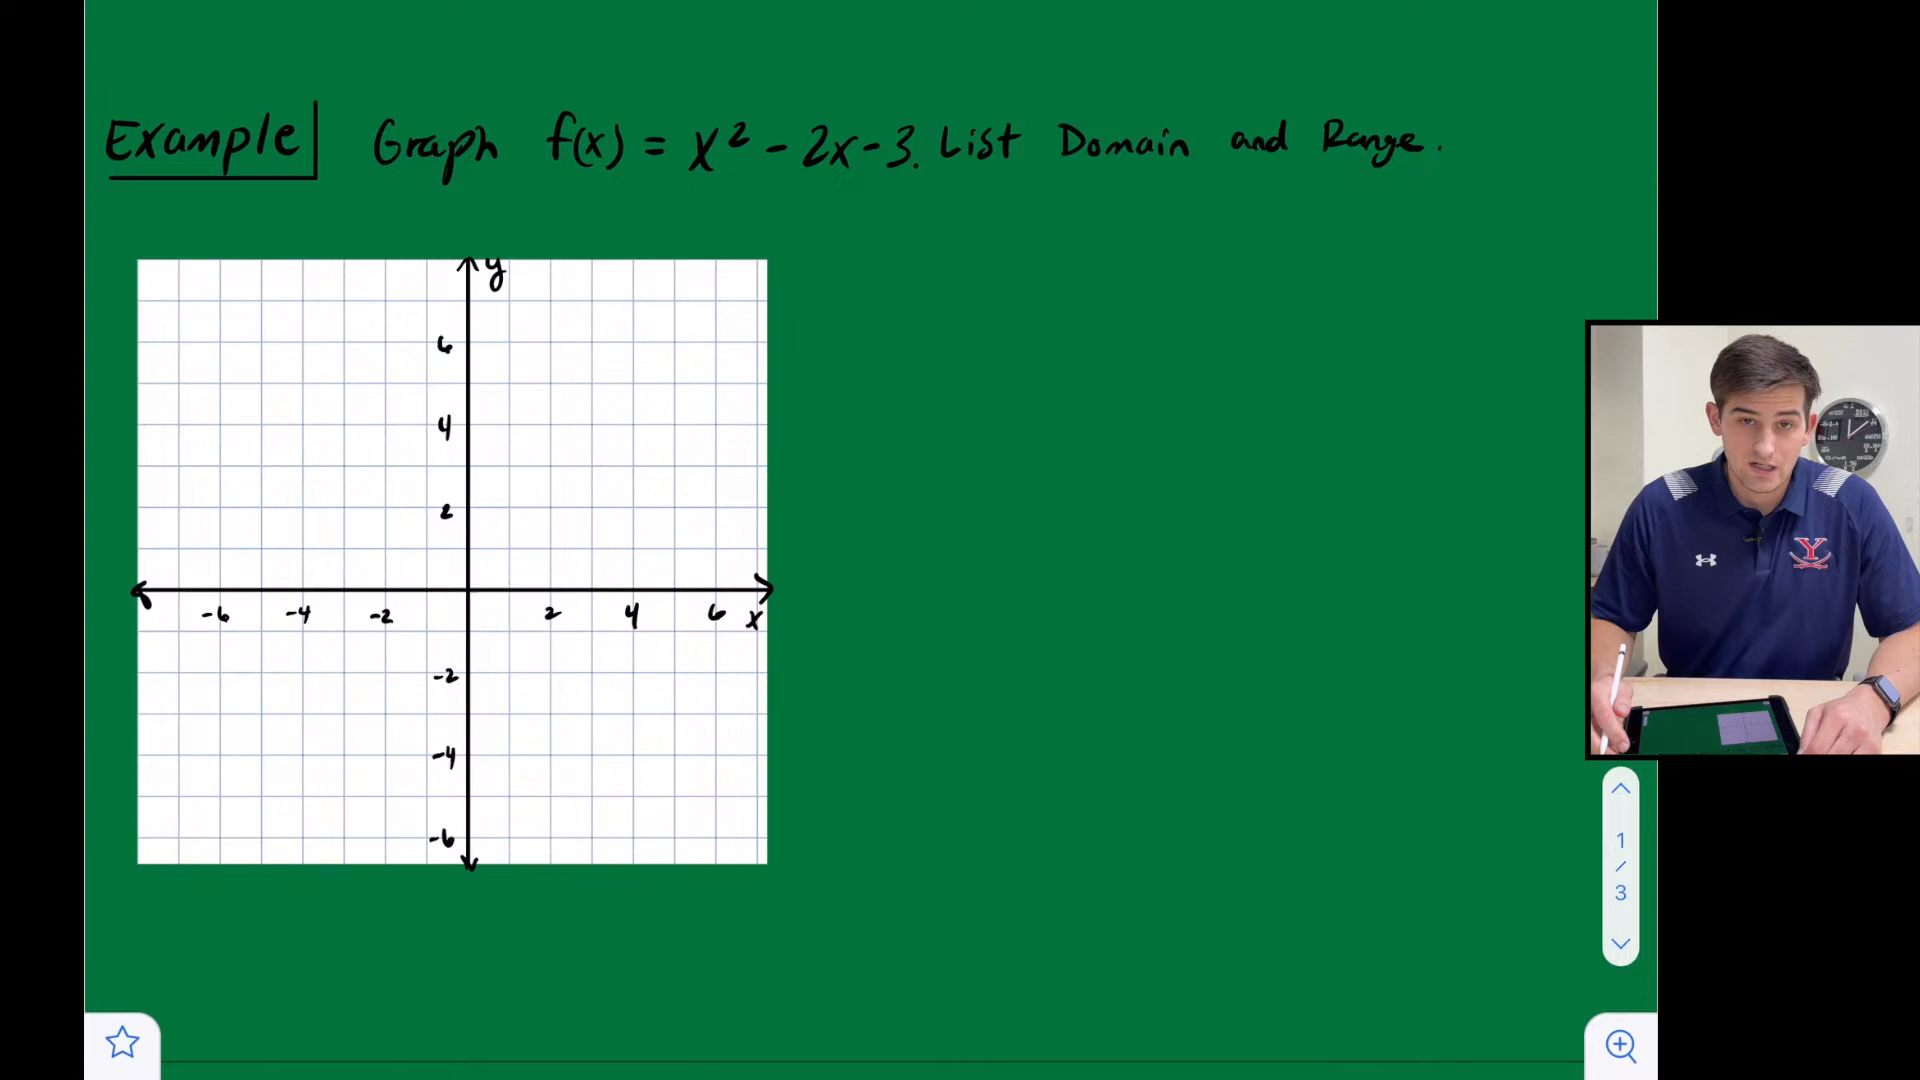 Example Graph f(x) = x² - 2x - 3. List Domain and Range.
y
6
4
2
-6 -4 -2 2 4 6 x
-2
-4
-6
Y
1
/
3